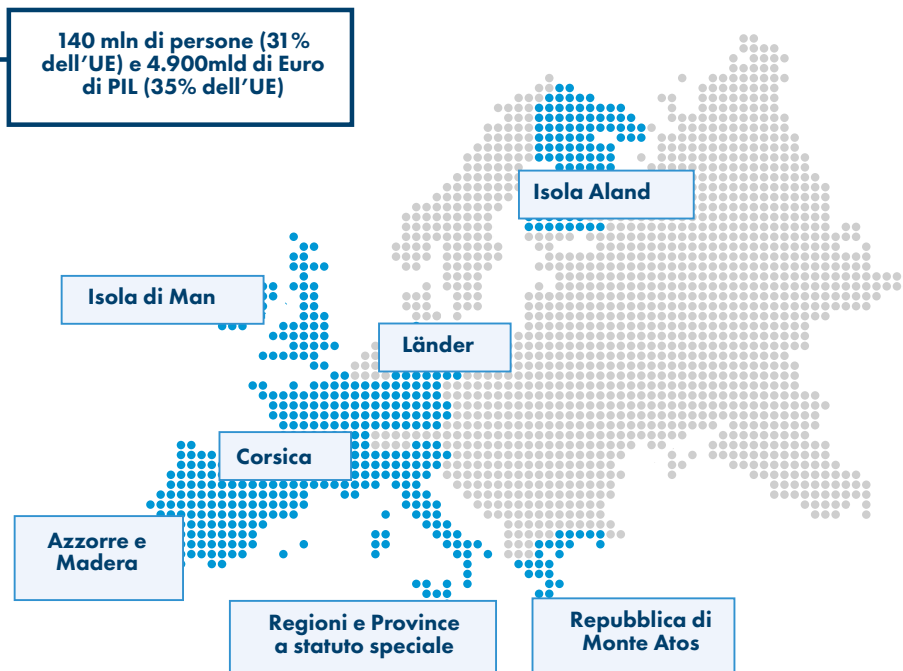 140 mln di persone (31%
dell'UE) e 4.900mld di Euro
di PIL (35% dell'UE)
Isola Aland
Isola di Man
Länder
Corsica
Azzorre e
Madera
Regioni e Province
a statuto speciale
Repubblica di
Monte Atos